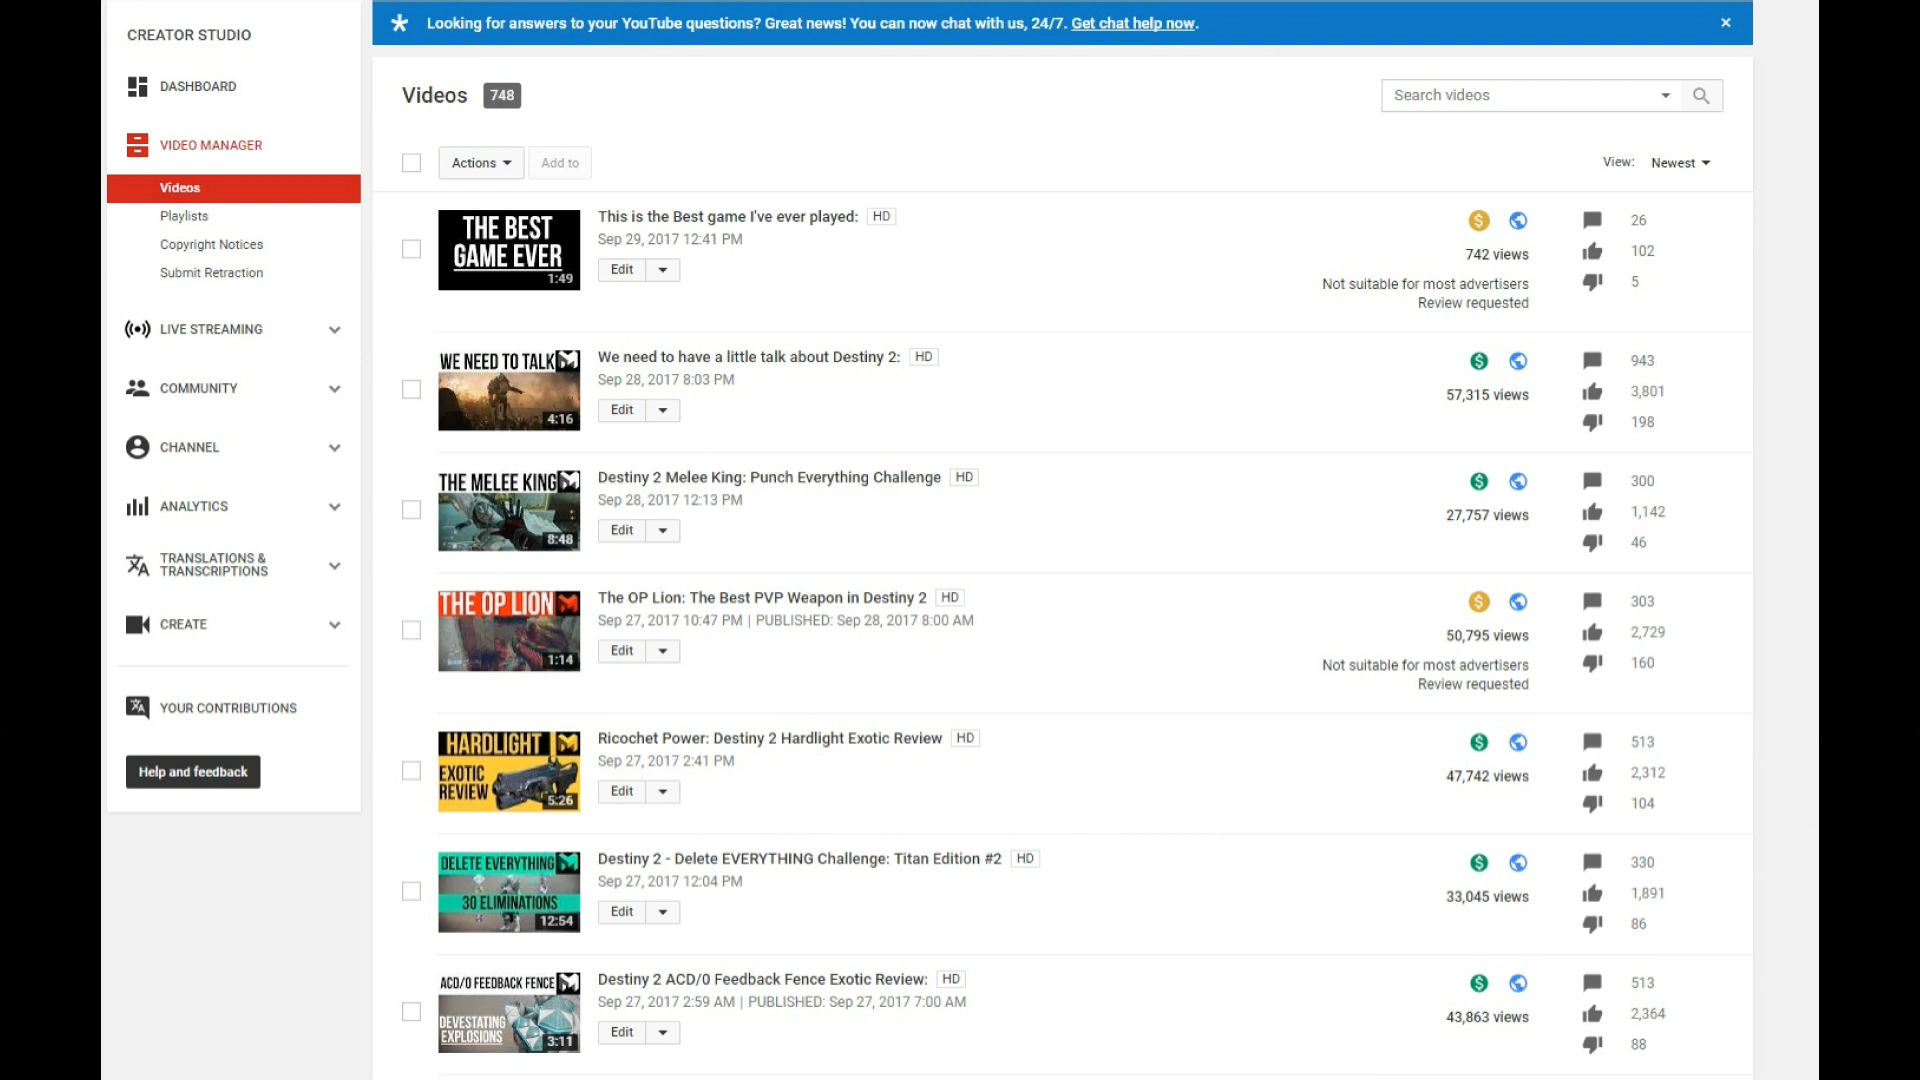 CREATOR STUDIO
DASHBOARD
VIDEO MANAGER
Videos
Playlists
Copyright Notices
Submit Retraction
LIVE STREAMING
COMMUNITY
CHANNEL
ANALYTICS
TRANSLATIONS &
TRANSCRIPTIONS
CREATE
YOUR CONTRIBUTIONS
Help and feedback
Looking for answers to your YouTube questions? Great news! You can now chat with us, 24/7. Get chat help now.
Videos 748
Search videos
Actions Add to
View: Newest
THE BEST
GAME EVER
1:49
This is the Best game I've ever played: HD
Sep 29, 2017 12:41 PM
Edit
742 views
Not suitable for most advertisers
Review requested
26
102
5
WE NEED TO TALK
4:16
We need to have a little talk about Destiny 2: HD
Sep 28, 2017 8:03 PM
Edit
57,315 views
943
3,801
198
THE MELEE KING
8:48
Destiny 2 Melee King: Punch Everything Challenge HD
Sep 28, 2017 12:13 PM
Edit
27,757 views
300
1,142
46
THE OP LION
1:14
The OP Lion: The Best PVP Weapon in Destiny 2 HD
Sep 27, 2017 10:47 PM | PUBLISHED: Sep 28, 2017 8:00 AM
Edit
50,795 views
Not suitable for most advertisers
Review requested
303
2,729
160
HARDLIGHT
EXOTIC
REVIEW
5:26
Ricochet Power: Destiny 2 Hardlight Exotic Review HD
Sep 27, 2017 2:41 PM
Edit
47,742 views
513
2,312
104
DELETE EVERYTHING
30 ELIMINATIONS
12:54
Destiny 2 - Delete EVERYTHING Challenge: Titan Edition #2 HD
Sep 27, 2017 12:04 PM
Edit
33,045 views
330
1,891
86
ACD/0 FEEDBACK FENCE
DEVESTATING
EXPLOSIONS
3:11
Destiny 2 ACD/0 Feedback Fence Exotic Review: HD
Sep 27, 2017 2:59 AM | PUBLISHED: Sep 27, 2017 7:00 AM
Edit
43,863 views
513
2,364
88